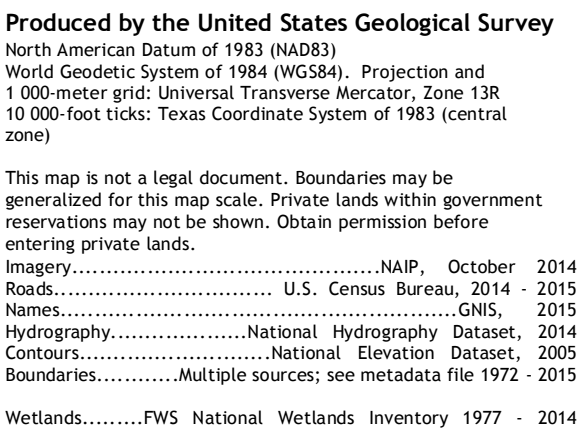 Produced by the United States Geological Survey
North American Datum of 1983 (NAD83)
World Geodetic System of 1984 (WGS84).  Projection and
1 000-meter grid: Universal Transverse Mercator, Zone 13R
10 000-foot ticks: Texas Coordinate System of 1983 (central
zone)
This map is not a legal document. Boundaries may be
generalized for this map scale. Private lands within government
reservations may not be shown. Obtain permission before
entering private lands.
Imagery..........................................NAIP, October 2014
Roads.............................. U.S. Census Bureau, 2014 - 2015
Names......................................................GNIS, 2015
Hydrography....................National Hydrography Dataset, 2014
Contours..........................National Elevation Dataset, 2005
Boundaries............Multiple sources; see metadata file 1972 - 2015
Wetlands.........FWS National Wetlands Inventory 1977 - 2014